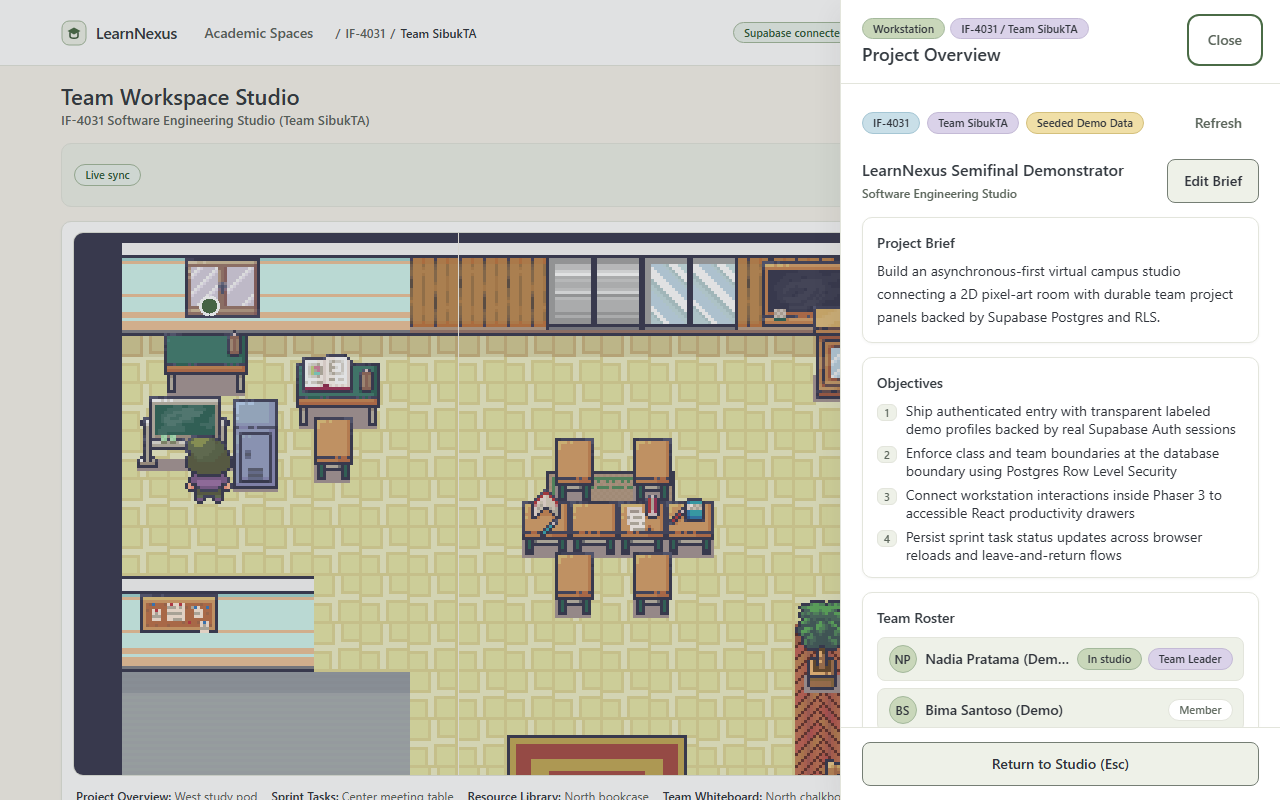 LearnNexus
Academic Spaces
/ IF-4031 / Team SibukTA
Supabase connecte
Team Workspace Studio
IF-4031 Software Engineering Studio (Team SibukTA)
Live sync
Project Overview: West study pod Sprint Tasks: Center meeting table Resource Library: North bookcase Team Whiteboard: North chalkbo
Workstation
IF-4031 / Team SibukTA
Project Overview
Close
IF-4031
Team SibukTA
Seeded Demo Data
Refresh
LearnNexus Semifinal Demonstrator
Software Engineering Studio
Edit Brief
Project Brief
Build an asynchronous-first virtual campus studio
connecting a 2D pixel-art room with durable team project
panels backed by Supabase Postgres and RLS.
Objectives
1 Ship authenticated entry with transparent labeled
demo profiles backed by real Supabase Auth sessions
2 Enforce class and team boundaries at the database
boundary using Postgres Row Level Security
3 Connect workstation interactions inside Phaser 3 to
accessible React productivity drawers
4 Persist sprint task status updates across browser
reloads and leave-and-return flows
Team Roster
NP Nadia Pratama (Dem... In studio Team Leader
BS Bima Santoso (Demo) Member
Return to Studio (Esc)